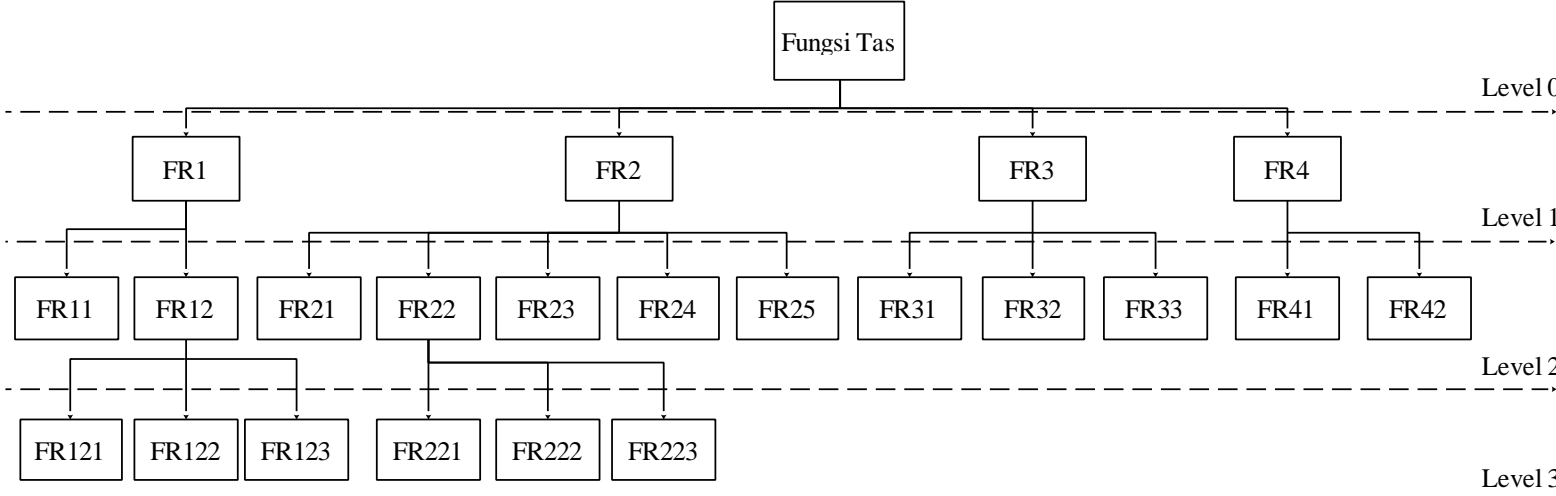 Fungsi Tas
Level 0
FR1
FR2
FR3
FR4
Level 1
FR11
FR12
FR21
FR22
FR23
FR24
FR25
FR31
FR32
FR33
FR41
FR42
Level 2
FR121
FR122
FR123
FR221
FR222
FR223
Level 3